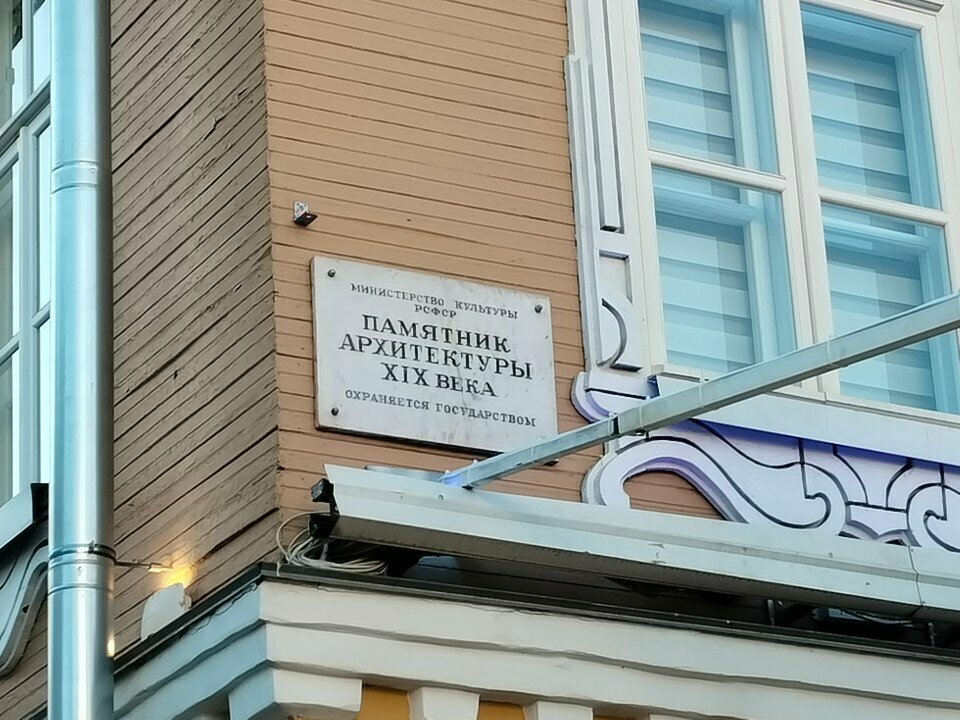 МИНИСТЕРСТВО КУЛЬТУРЫ
РСФСР
ПАМЯТНИК
АРХИТЕКТУРЫ
XIX ВЕКА
ОХРАНЯЕТСЯ ГОСУДАРСТВОМ